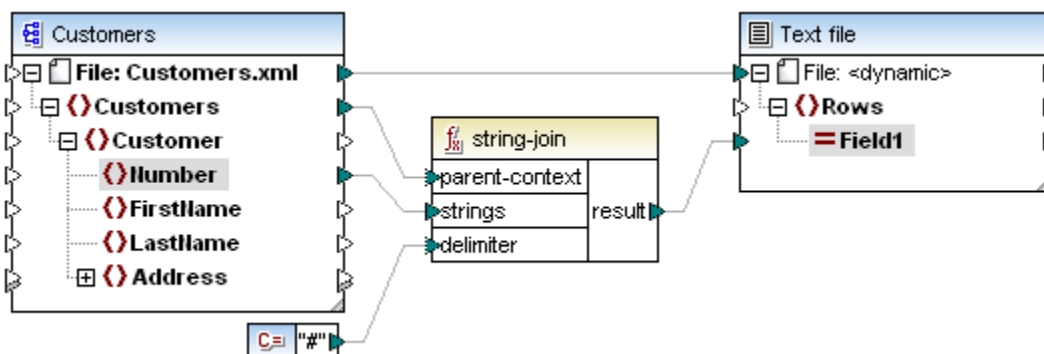 Customers
File: Customers.xml
Customers
Customer
Number
FirstName
LastName
Address
string-join
parent-context
strings
delimiter
result
C= "#"
Text file
File: <dynamic>
Rows
Field1